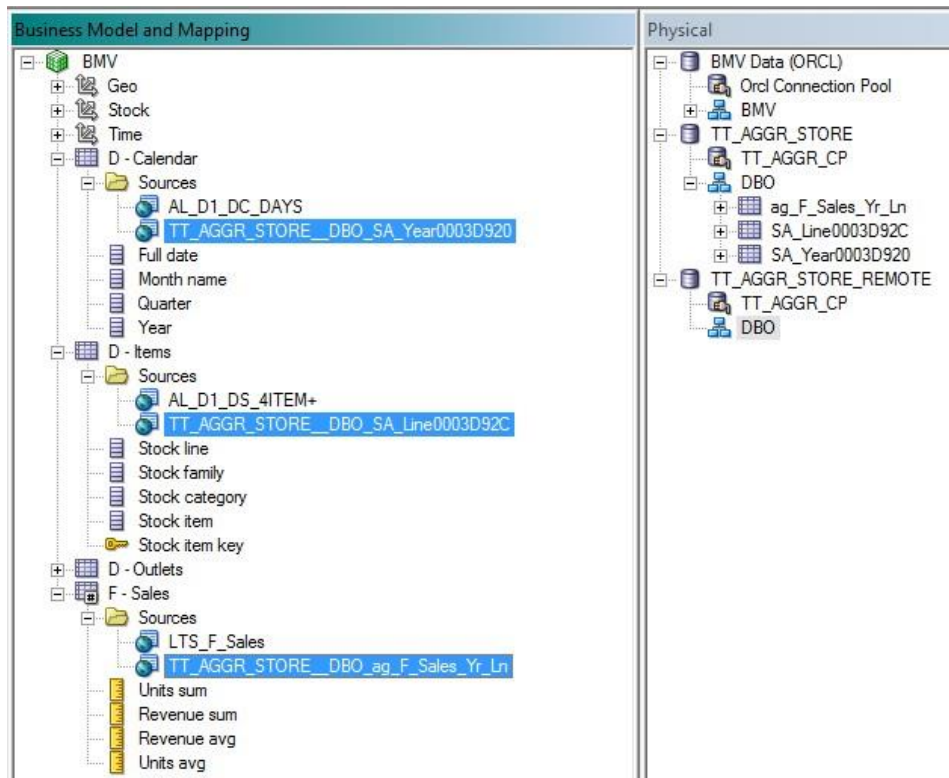 Business Model and Mapping
BMV
Geo
Stock
Time
D - Calendar
Sources
AL_D1_DC_DAYS
TT_AGGR_STORE__DBO_SA_Year0003D920
Full date
Month name
Quarter
Year
D - Items
Sources
AL_D1_DS_4ITEM+
TT_AGGR_STORE__DBO_SA_Line0003D92C
Stock line
Stock family
Stock category
Stock item
Stock item key
D - Outlets
F - Sales
Sources
LTS_F_Sales
TT_AGGR_STORE__DBO_ag_F_Sales_Yr_Ln
Units sum
Revenue sum
Revenue avg
Units avg
Physical
BMV Data (ORCL)
Orcl Connection Pool
BMV
TT_AGGR_STORE
TT_AGGR_CP
DBO
ag_F_Sales_Yr_Ln
SA_Line0003D92C
SA_Year0003D920
TT_AGGR_STORE_REMOTE
TT_AGGR_CP
DBO